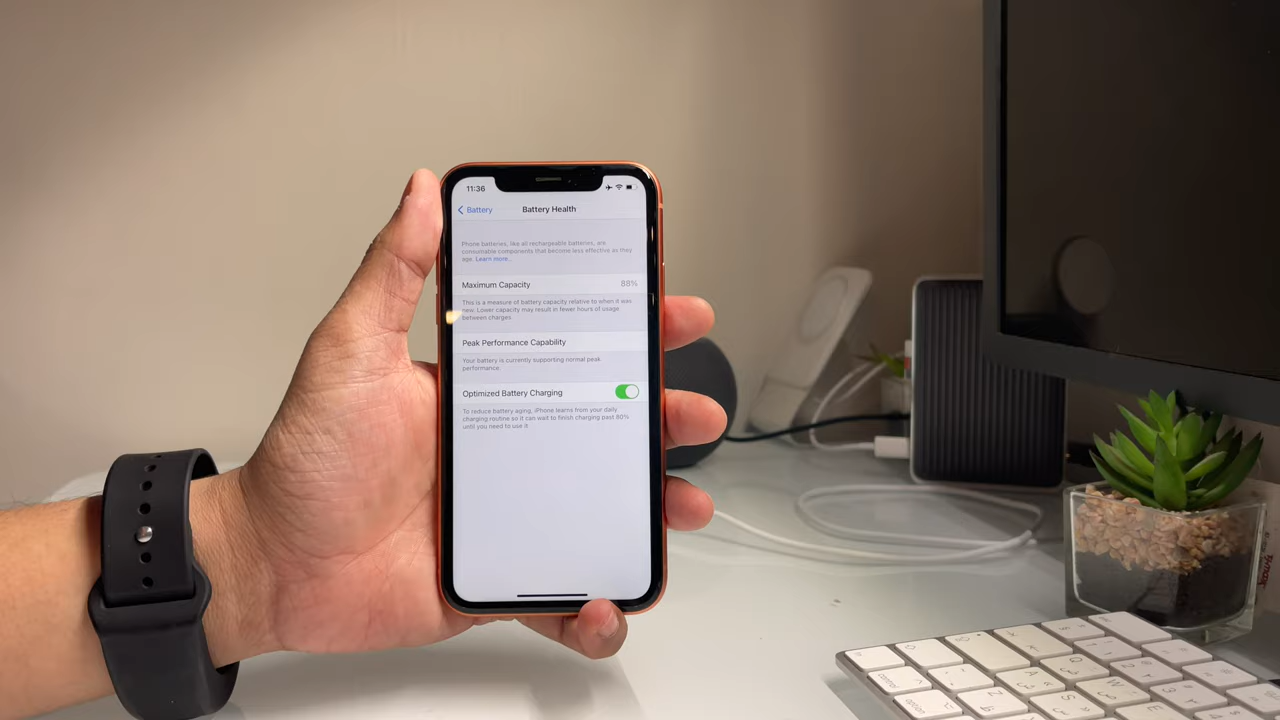 11:36
Battery
Battery Health
Phone batteries, like all rechargeable batteries, are
consumable components that become less effective as they
age. Learn more...
Maximum Capacity 88%
This is a measure of battery capacity relative to when it was
new. Lower capacity may result in fewer hours of usage
between charges.
Peak Performance Capability
Your battery is currently supporting normal peak
performance.
Optimized Battery Charging
To reduce battery aging, iPhone learns from your daily
charging routine so it can wait to finish charging past 80%
until you need to use it
control
option
Q
W
A
S
Z